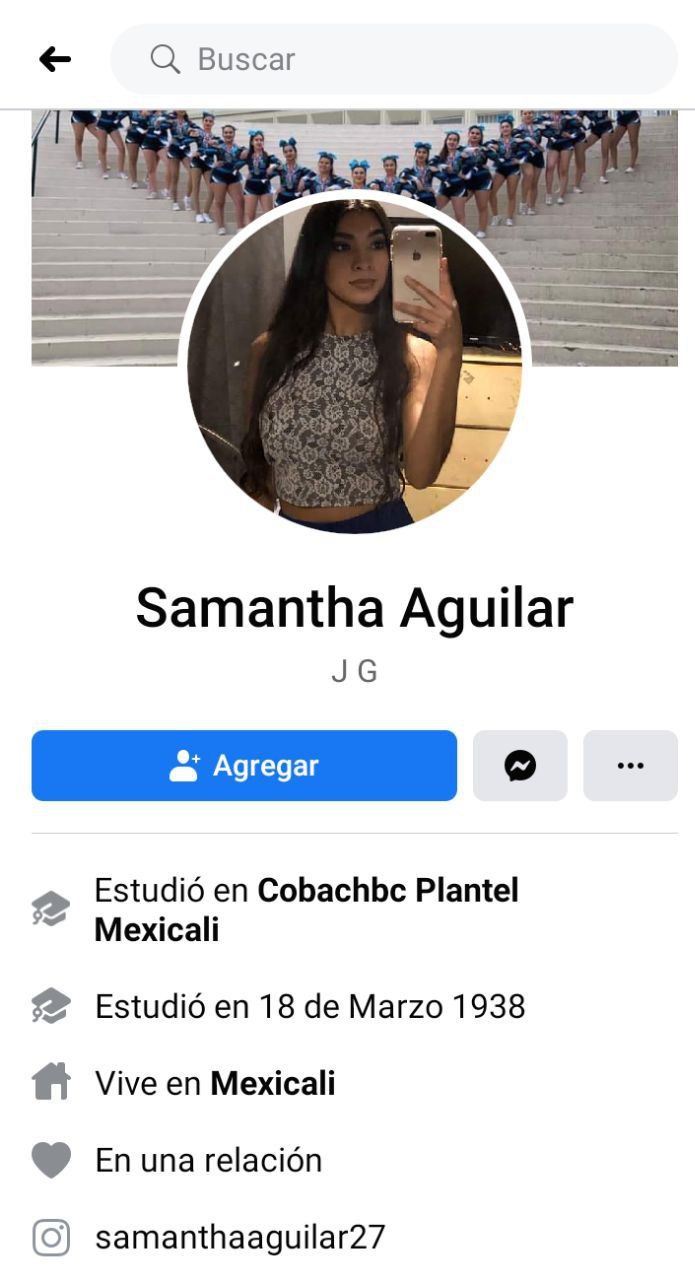 Buscar
Samantha Aguilar
J G
Agregar
Estudió en Cobachbc Plantel
Mexicali
Estudió en 18 de Marzo 1938
Vive en Mexicali
En una relación
samanthaaguilar27